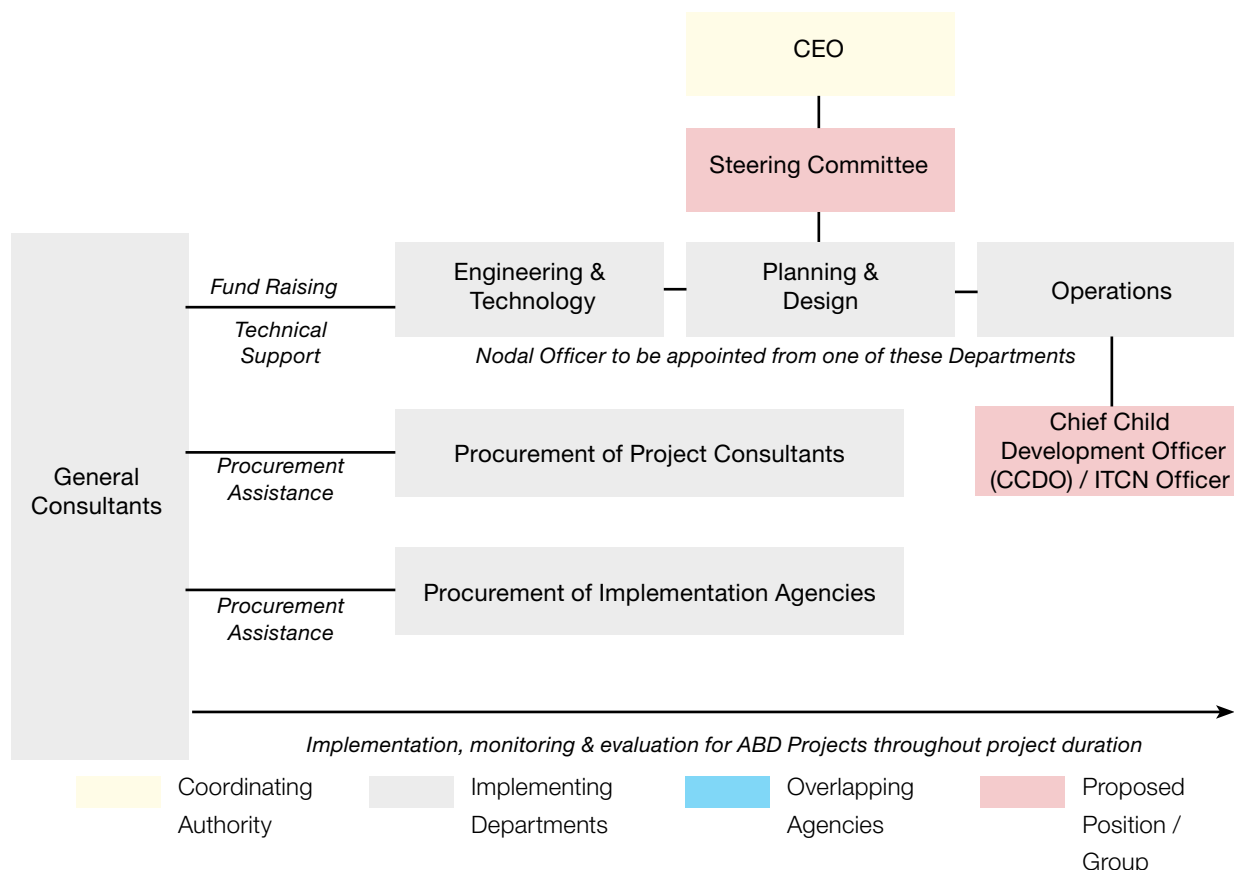 CEO
Steering Committee
Engineering &
Technology
Planning &
Design
Operations
Fund Raising
Technical
Support
Nodal Officer to be appointed from one of these Departments
Chief Child
Development Officer
(CCDO) / ITCN Officer
General
Consultants
Procurement of Project Consultants
Procurement
Assistance
Procurement of Implementation Agencies
Procurement
Assistance
Implementation, monitoring & evaluation for ABD Projects throughout project duration
Coordinating
Authority
Implementing
Departments
Overlapping
Agencies
Proposed
Position /
Group